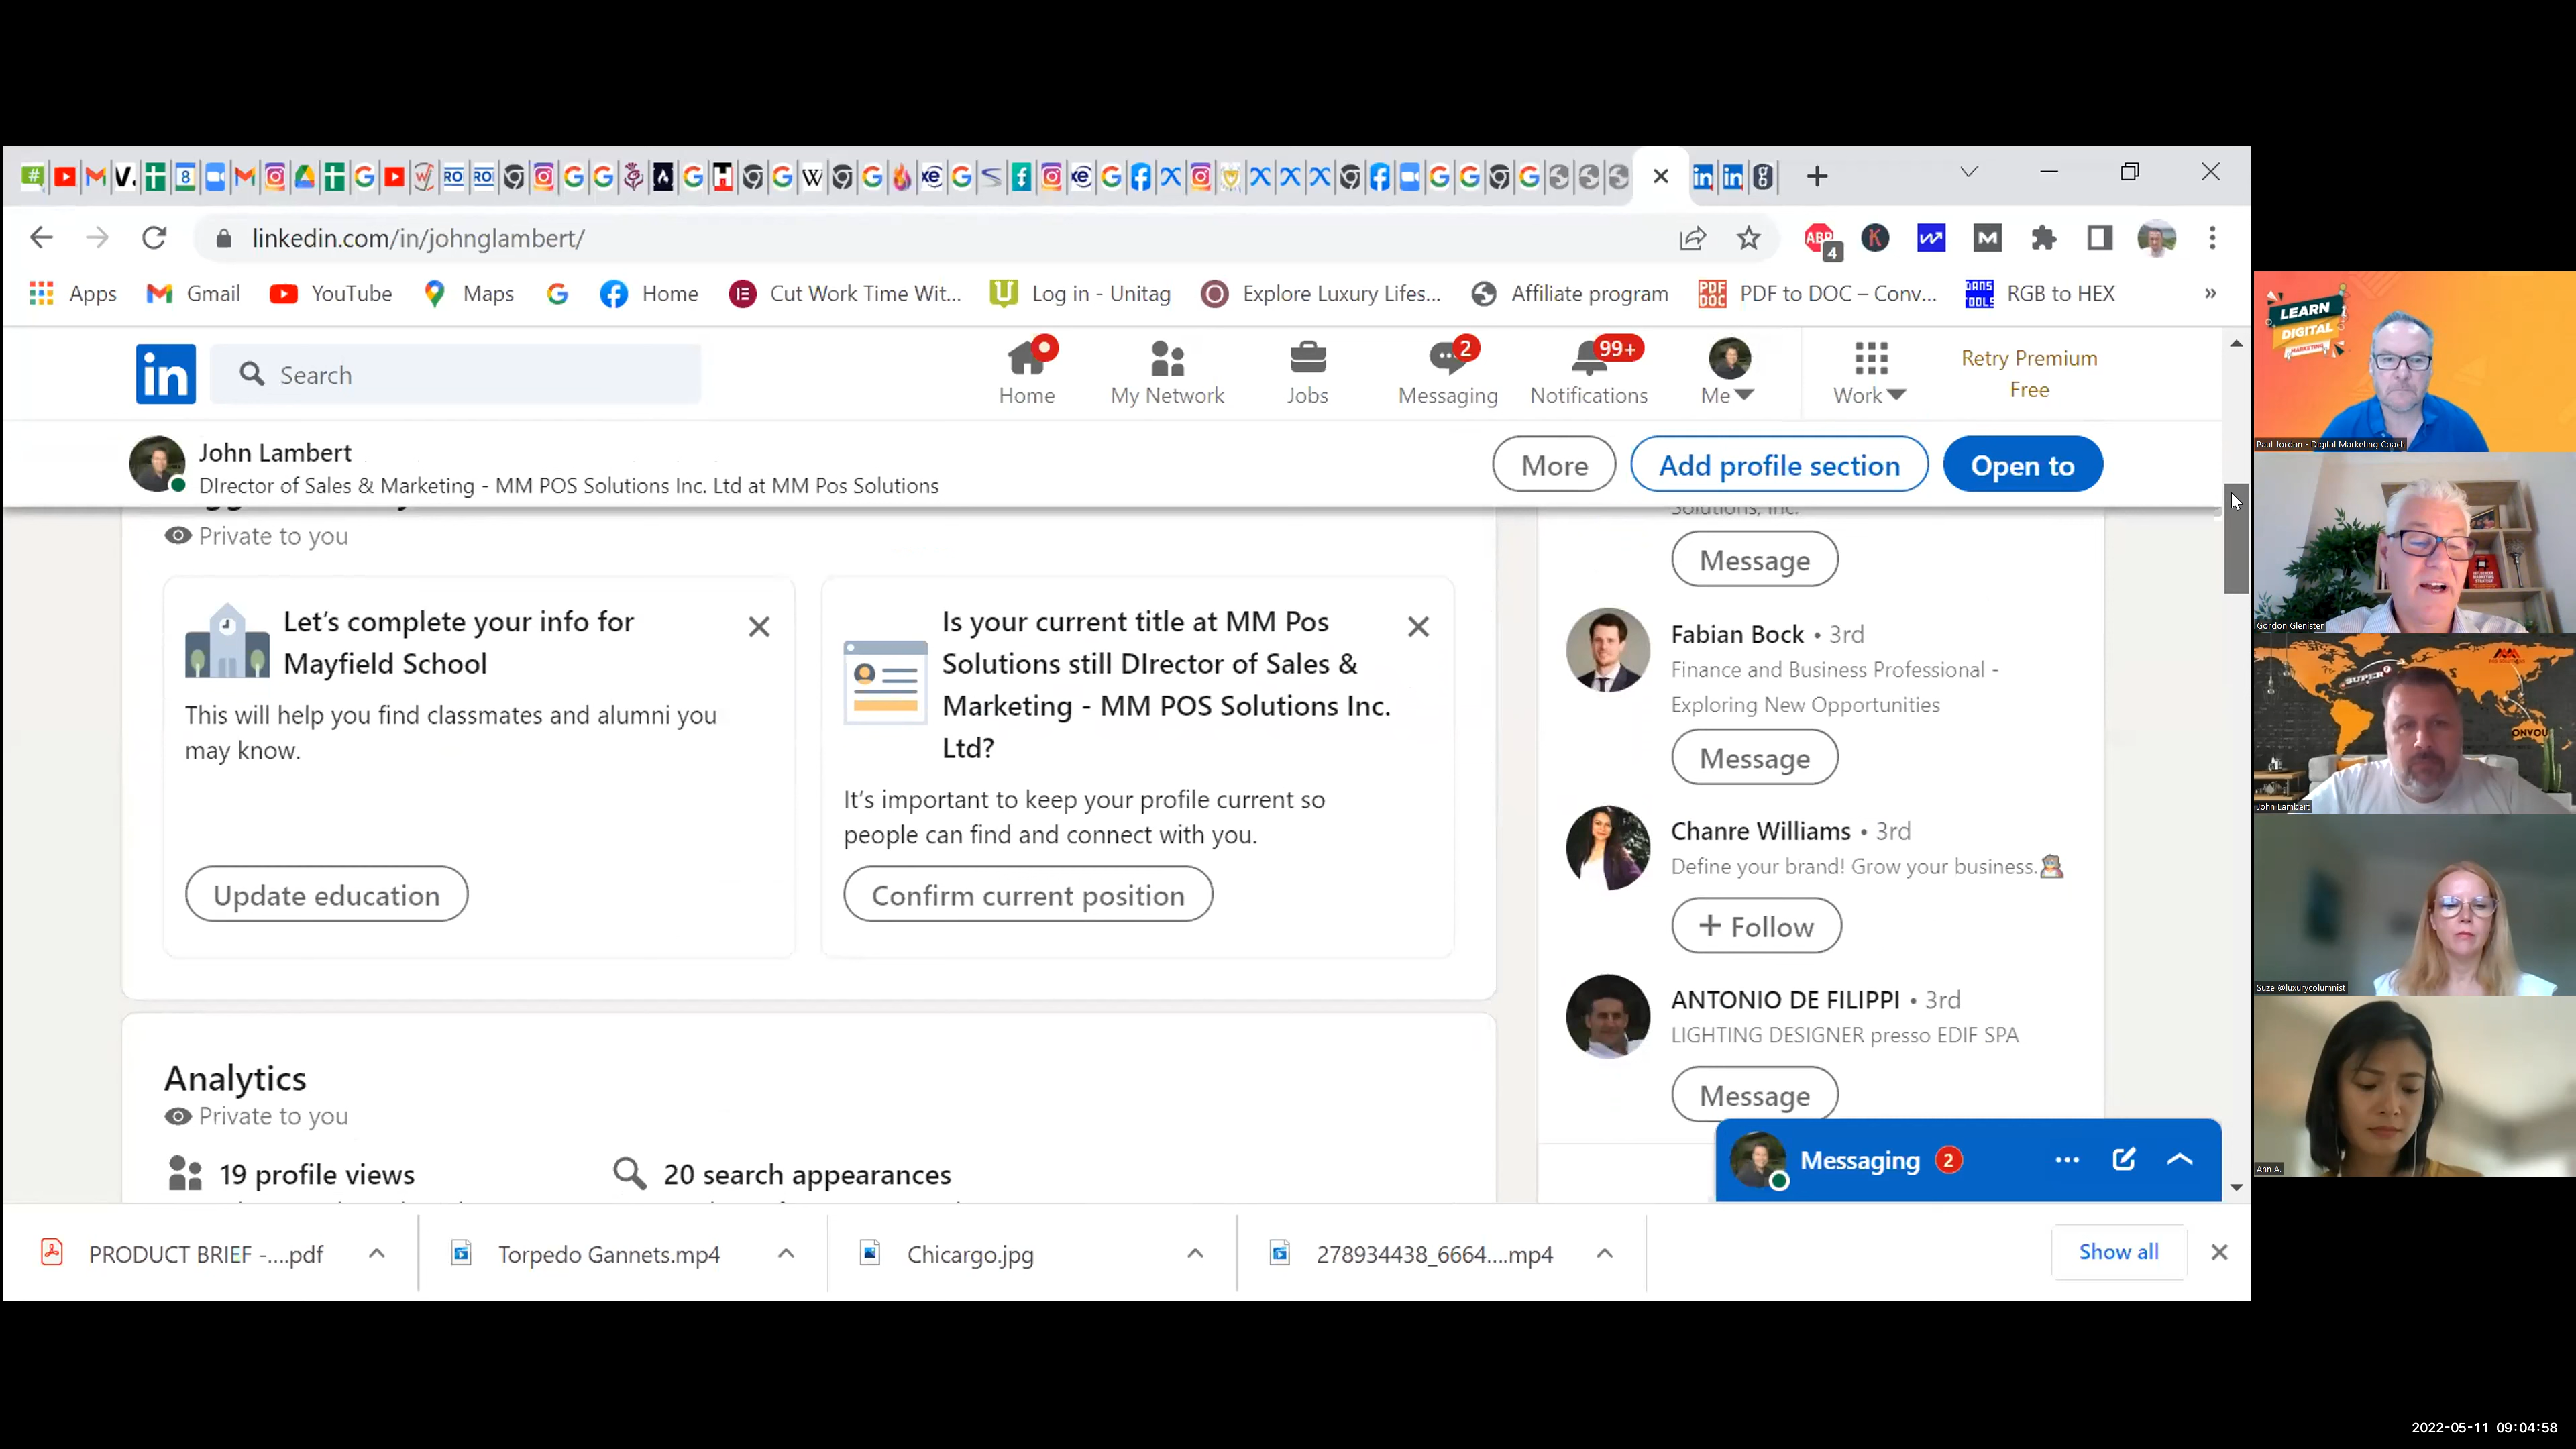 linkedin.com/in/johnglambert/
ABP
4
Apps
Gmail
YouTube
Maps
Home
Cut Work Time Wit...
Log in - Unitag
Explore Luxury Lifes...
Affiliate program
PDF to DOC – Conv...
RGB to HEX
»
in
Search
Home
My Network
Jobs
2
Messaging
99+
Notifications
Me
Work
Retry Premium
Free
John Lambert
DIrector of Sales & Marketing - MM POS Solutions Inc. Ltd at MM Pos Solutions
More
Add profile section
Open to
Private to you
Let’s complete your info for
Mayfield School
This will help you find classmates and alumni you
may know.
Update education
Is your current title at MM Pos
Solutions still DIrector of Sales &
Marketing - MM POS Solutions Inc.
Ltd?
It’s important to keep your profile current so
people can find and connect with you.
Confirm current position
Analytics
Private to you
19 profile views
20 search appearances
Solutions, Inc.
Message
Fabian Bock • 3rd
Finance and Business Professional -
Exploring New Opportunities
Message
Chanre Williams • 3rd
Define your brand! Grow your business.
+ Follow
ANTONIO DE FILIPPI • 3rd
LIGHTING DESIGNER presso EDIF SPA
Message
Messaging 2
PRODUCT BRIEF -....pdf
Torpedo Gannets.mp4
Chicargo.jpg
278934438_6664....mp4
Show all
LEARN
DIGITAL
MARKETING
Paul Jordan - Digital Marketing Coach
Gordon Glenister
SUPER
ONVOU
John Lambert
Suze @luxurycolumnist
Ann A.
2022-05-11 09:04:58